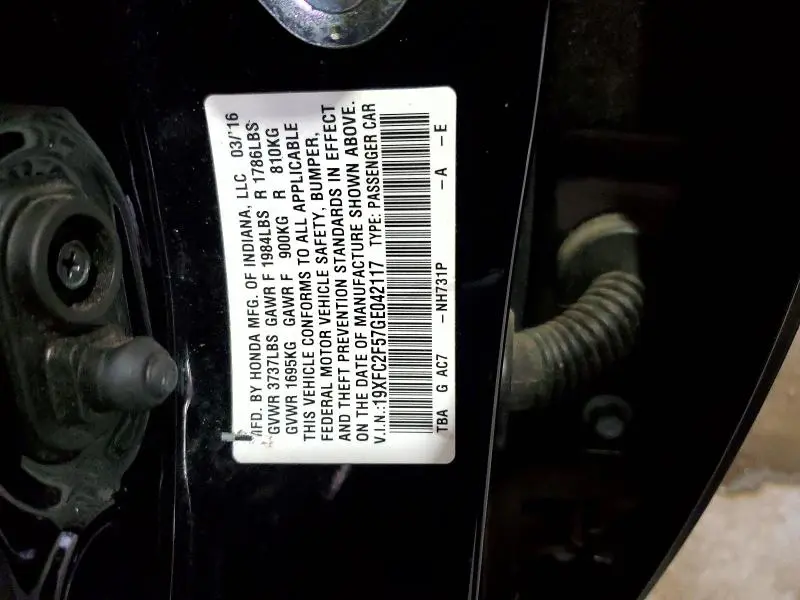 MFD. BY HONDA MFG. OF INDIANA, LLC 03/'16
GVWR 3737LBS GAWR F 1984LBS R 1786LBS
GVWR 1695KG GAWR F 900KG R 810KG
THIS VEHICLE CONFORMS TO ALL APPLICABLE
FEDERAL MOTOR VEHICLE SAFETY, BUMPER,
AND THEFT PREVENTION STANDARDS IN EFFECT
ON THE DATE OF MANUFACTURE SHOWN ABOVE.
V.I.N.:19XFC2F57GE042117 TYPE: PASSENGER CAR
TBA G AC7 -NH731P -A -E